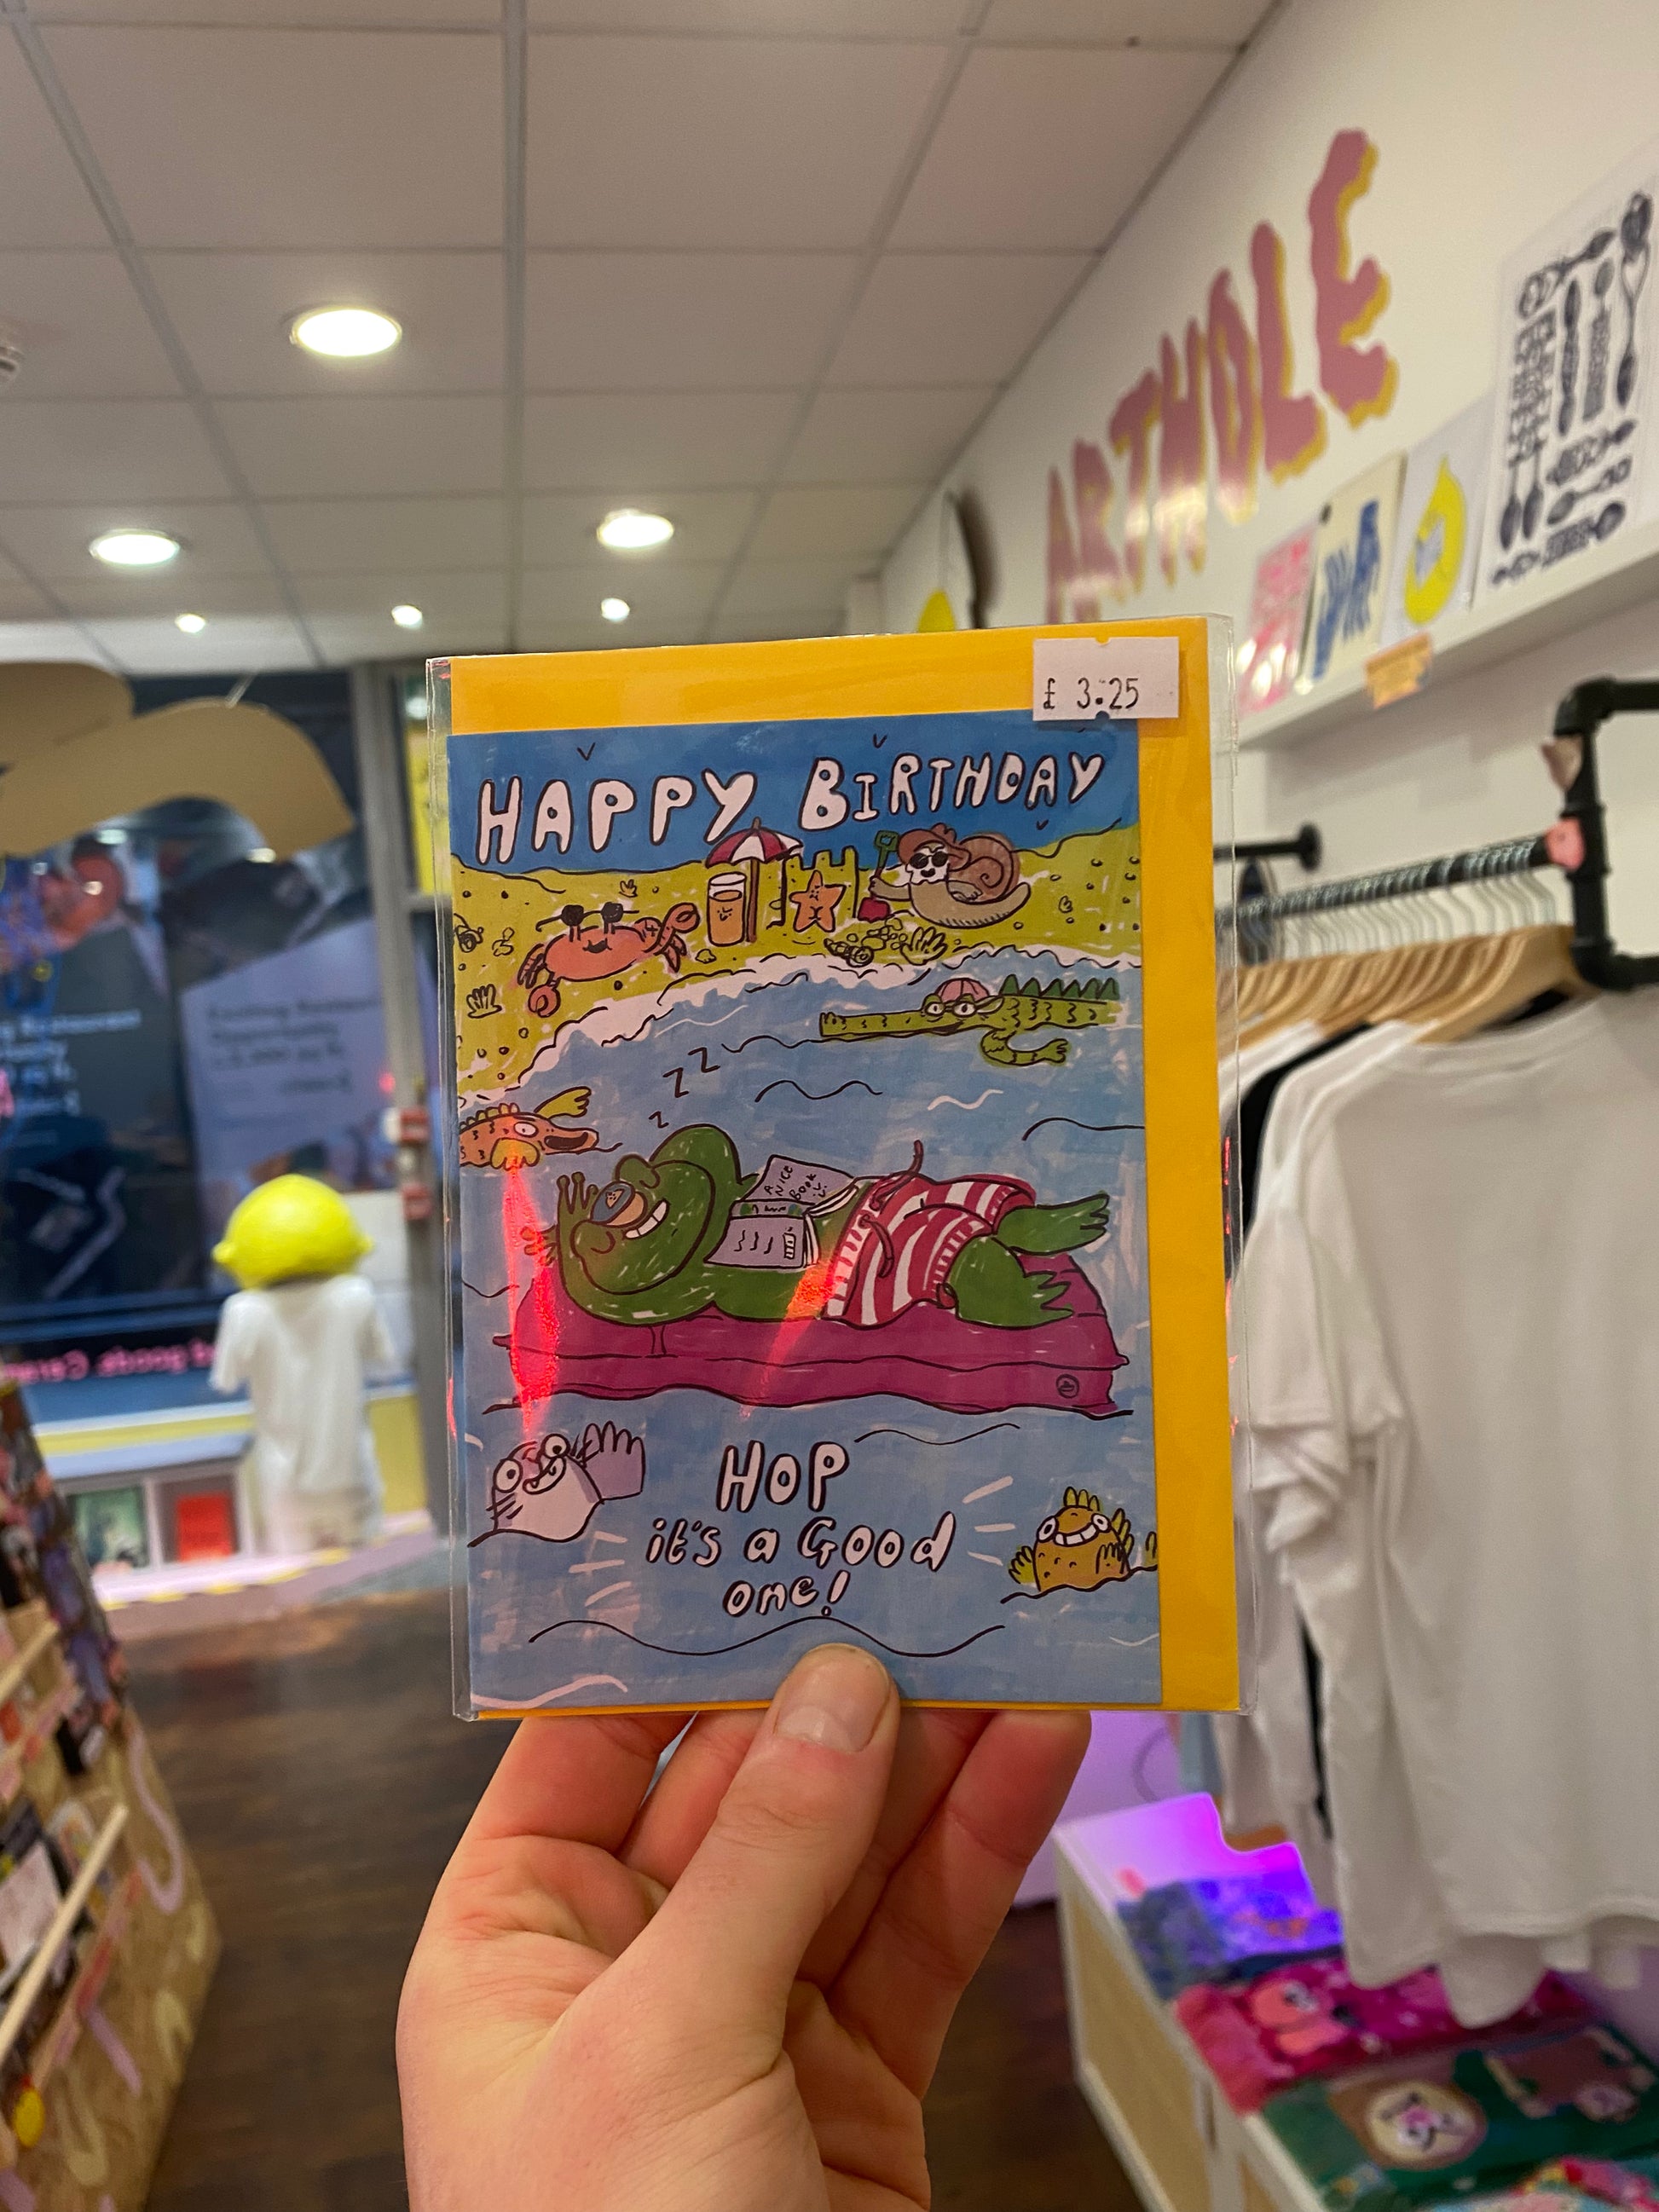 ARTHOLE
£ 3.25
HAPPY BIRTHDAY
z z z z
A NICE
BOOK
HOP
it's a Good
one!